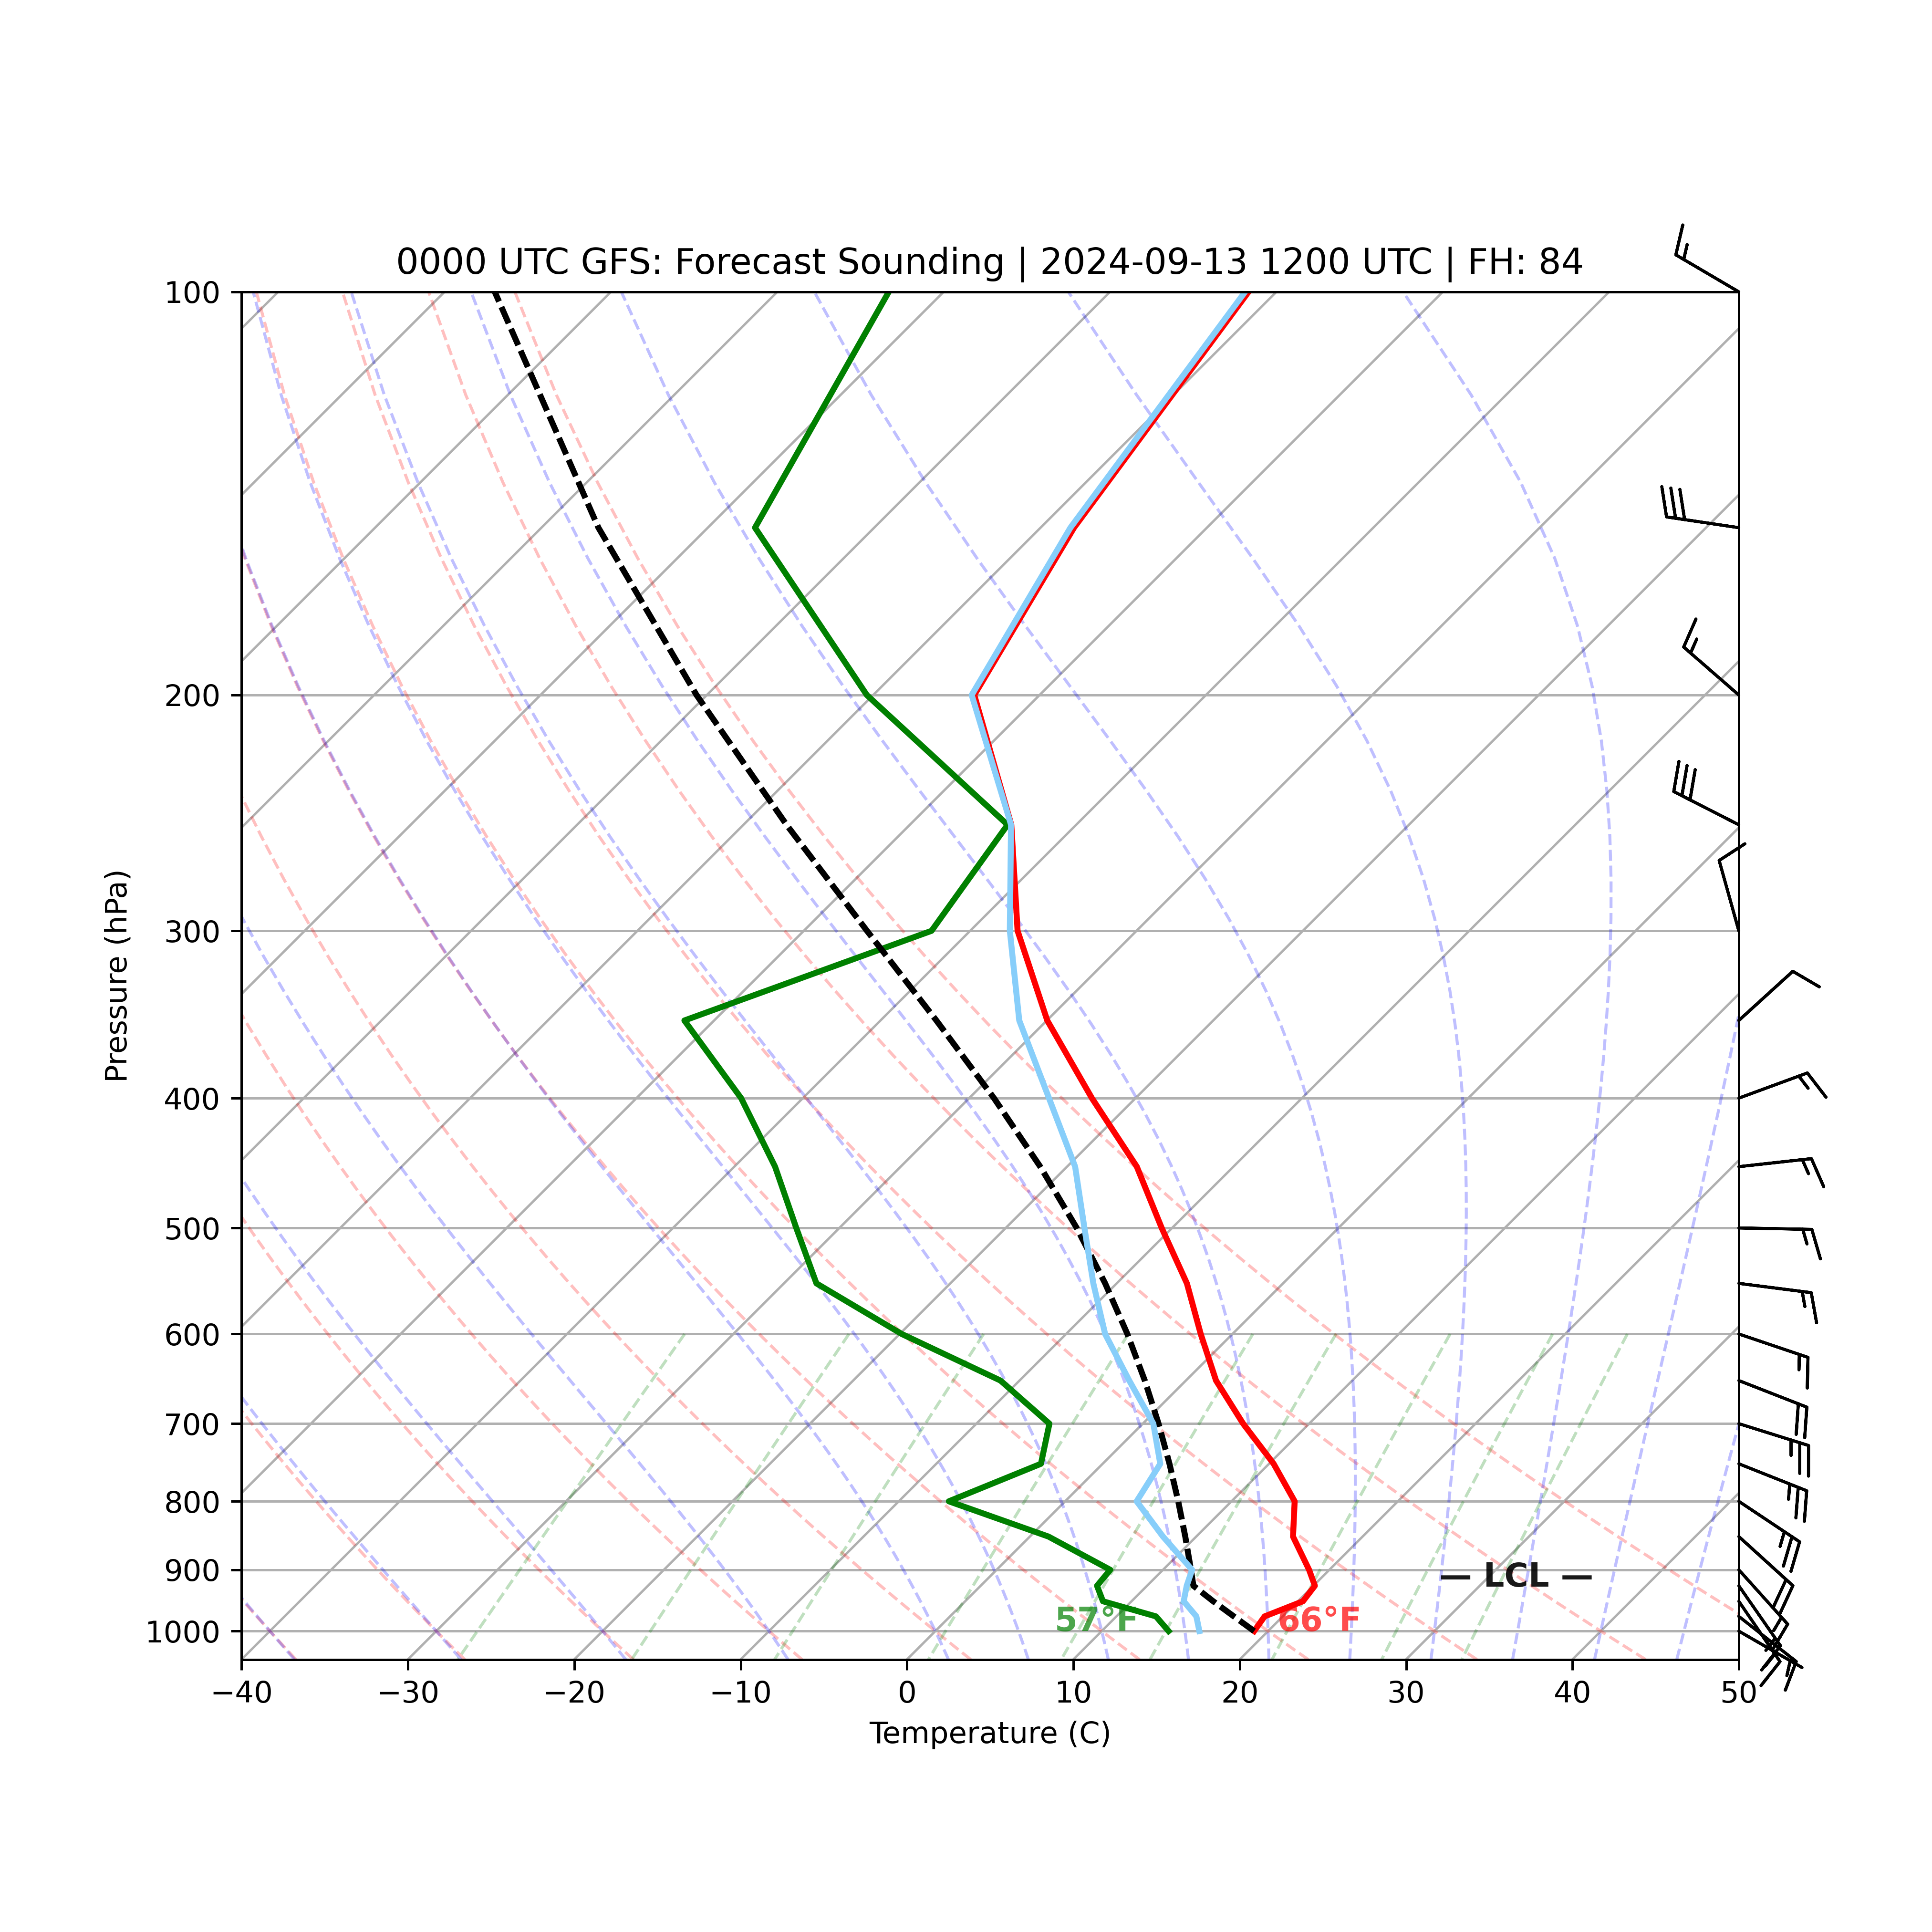 0000 UTC GFS: Forecast Sounding | 2024-09-13 1200 UTC | FH: 84
100
200
300
400
500
600
700
800
900
1000
Pressure (hPa)
— LCL —
57°F
66°F
−40 −30 −20 −10 0 10 20 30 40 50
Temperature (C)